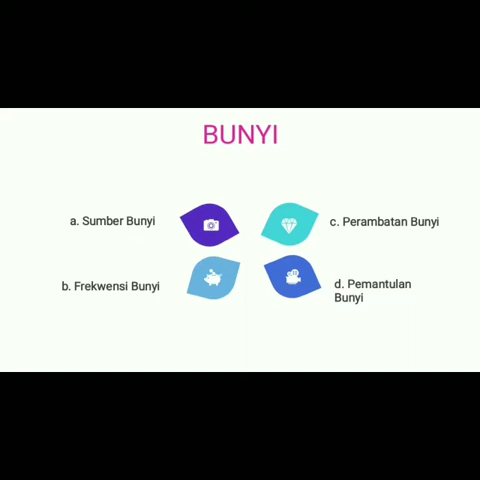 BUNYI
a. Sumber Bunyi
b. Frekwensi Bunyi
c. Perambatan Bunyi
d. Pemantulan
Bunyi